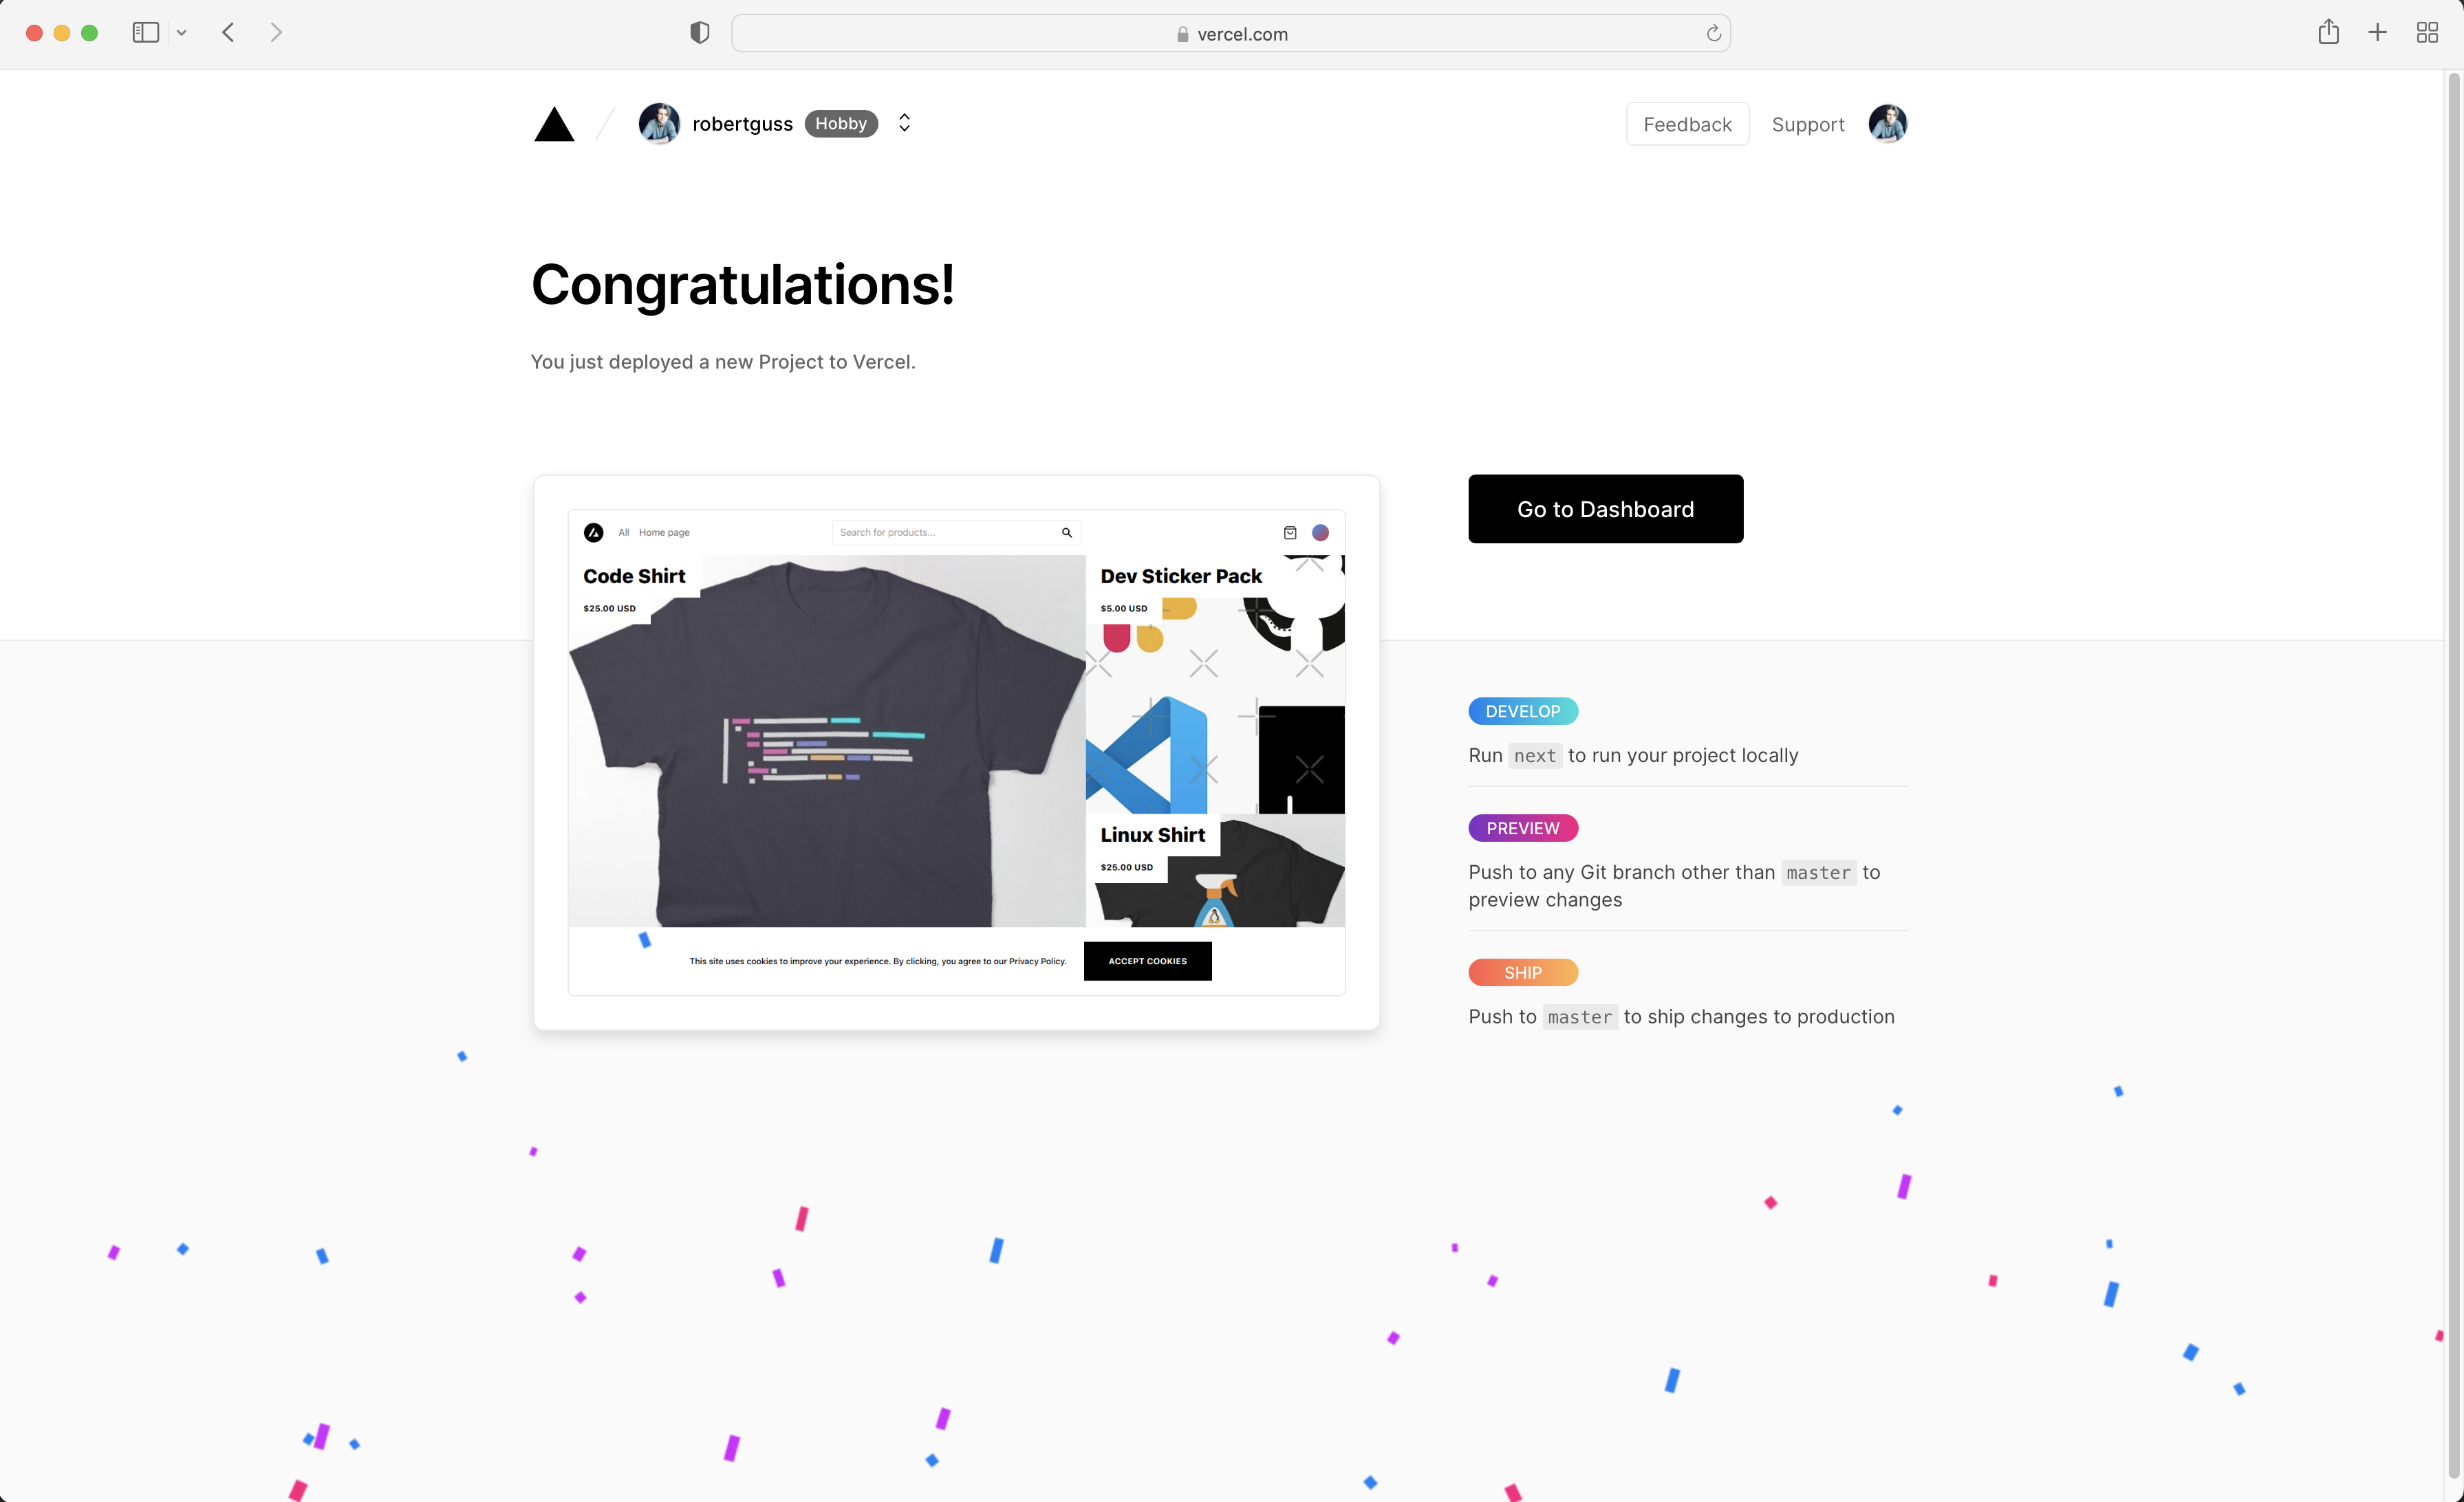 vercel.com
robertguss Hobby
Feedback Support
Congratulations!
You just deployed a new Project to Vercel.
Go to Dashboard
All Home page Search for products...
Code Shirt
$25.00 USD
Dev Sticker Pack
$5.00 USD
Linux Shirt
$25.00 USD
This site uses cookies to improve your experience. By clicking, you agree to our Privacy Policy. ACCEPT COOKIES
DEVELOP
Run next to run your project locally
PREVIEW
Push to any Git branch other than master to
preview changes
SHIP
Push to master to ship changes to production